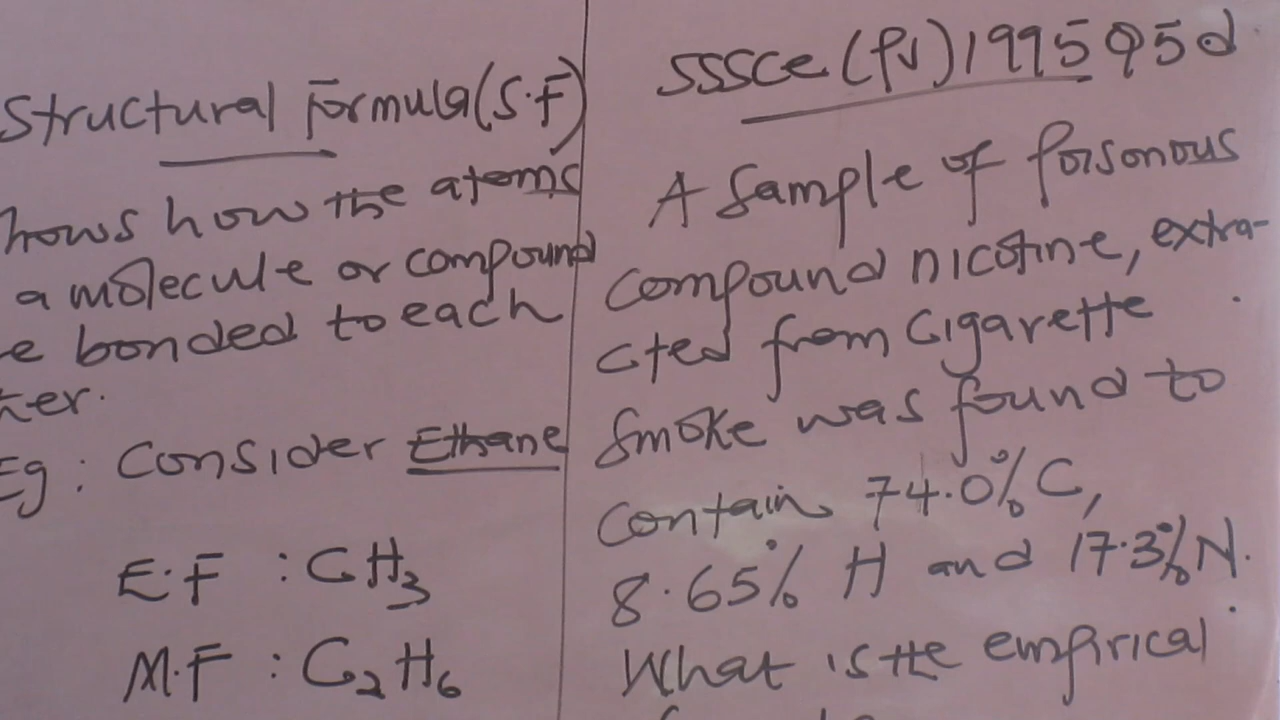 Structural Formula (S.F)
hows how the atoms
a molecule or compound
e bonded to each
her.
Eg: Consider Ethane
E.F : CH3
M.F : C2H6
SSSCE (PV) 1995 Q5d
A Sample of Poisonous
Compound nicotine, extra-
cted from Cigarette
Smoke was found to
Contain 74.0% C,
8.65% H and 17.3% N.
What is the empirical